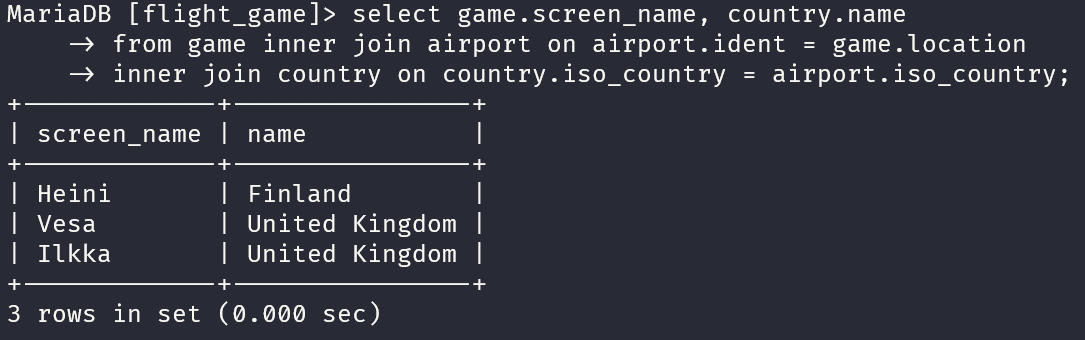 MariaDB [flight_game]> select game.screen_name, country.name
    -> from game inner join airport on airport.ident = game.location
    -> inner join country on country.iso_country = airport.iso_country;
+-------------+----------------+
| screen_name | name           |
+-------------+----------------+
| Heini       | Finland        |
| Vesa        | United Kingdom |
| Ilkka       | United Kingdom |
+-------------+----------------+
3 rows in set (0.000 sec)